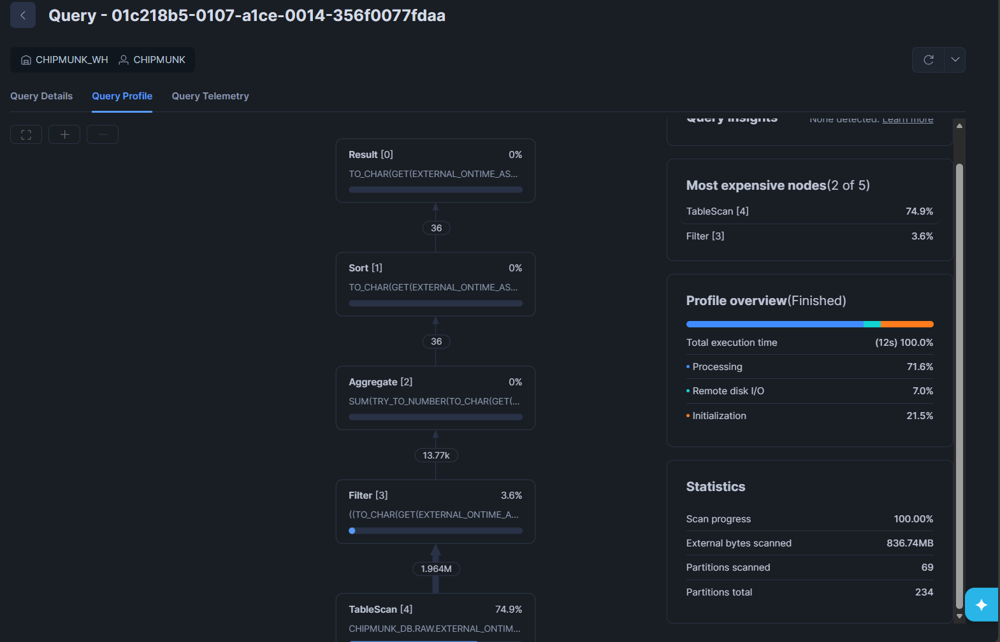 Query - 01c218b5-0107-a1ce-0014-356f0077fdaa
CHIPMUNK_WH CHIPMUNK
Query Details Query Profile Query Telemetry
Result [0] 0%
TO_CHAR(GET(EXTERNAL_ONTIME_AS...
36
Sort [1] 0%
TO_CHAR(GET(EXTERNAL_ONTIME_AS...
36
Aggregate [2] 0%
SUM(TRY_TO_NUMBER(TO_CHAR(GET(...
13.77k
Filter [3] 3.6%
((TO_CHAR(GET(EXTERNAL_ONTIME_A...
1.964M
TableScan [4] 74.9%
CHIPMUNK_DB.RAW.EXTERNAL_ONTIM...
Query Insights None detected. Learn more
Most expensive nodes(2 of 5)
TableScan [4] 74.9%
Filter [3] 3.6%
Profile overview(Finished)
Total execution time (12s) 100.0%
Processing 71.6%
Remote disk I/O 7.0%
Initialization 21.5%
Statistics
Scan progress 100.00%
External bytes scanned 836.74MB
Partitions scanned 69
Partitions total 234